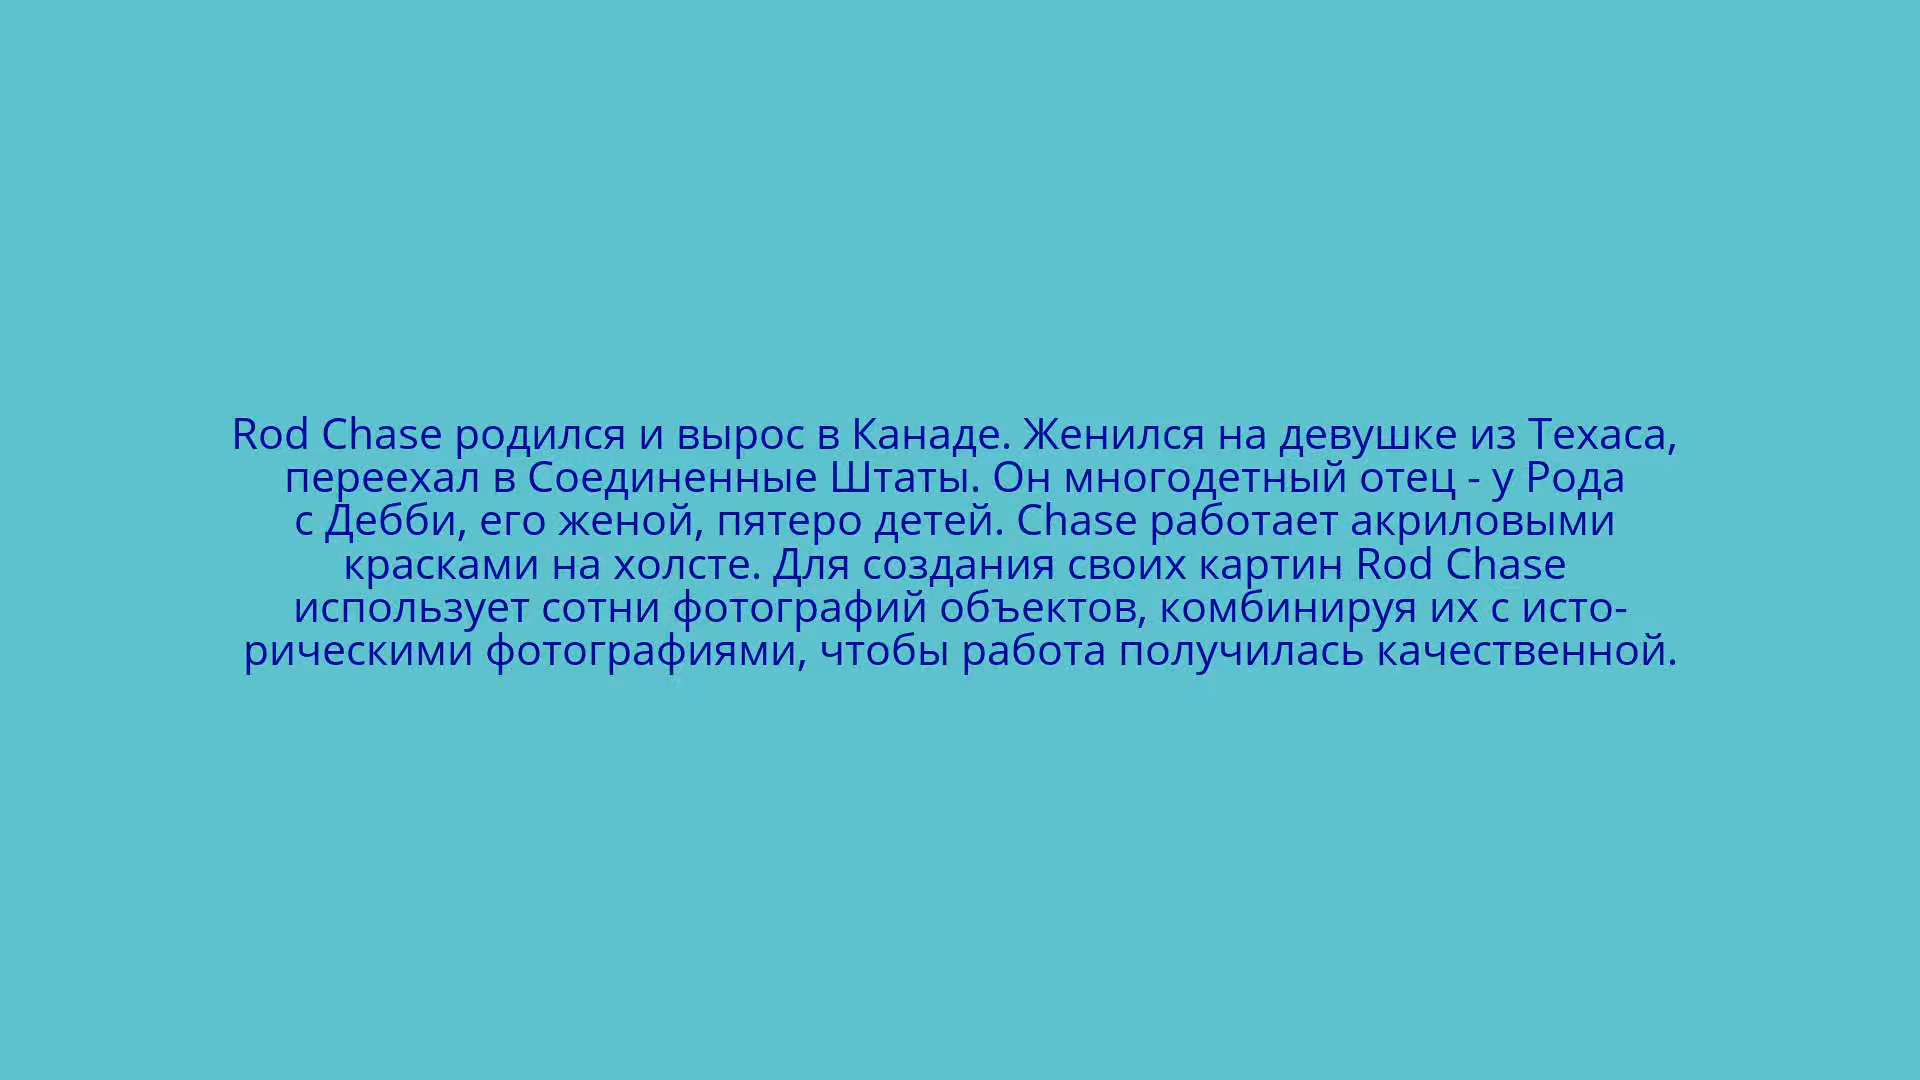 Rod Chase родился и вырос в Канаде. Женился на девушке из Техаса,
переехал в Соединенные Штаты. Он многодетный отец - у Рода
с Дебби, его женой, пятеро детей. Chase работает акриловыми
красками на холсте. Для создания своих картин Rod Chase
использует сотни фотографий объектов, комбинируя их с исто-
рическими фотографиями, чтобы работа получилась качественной.